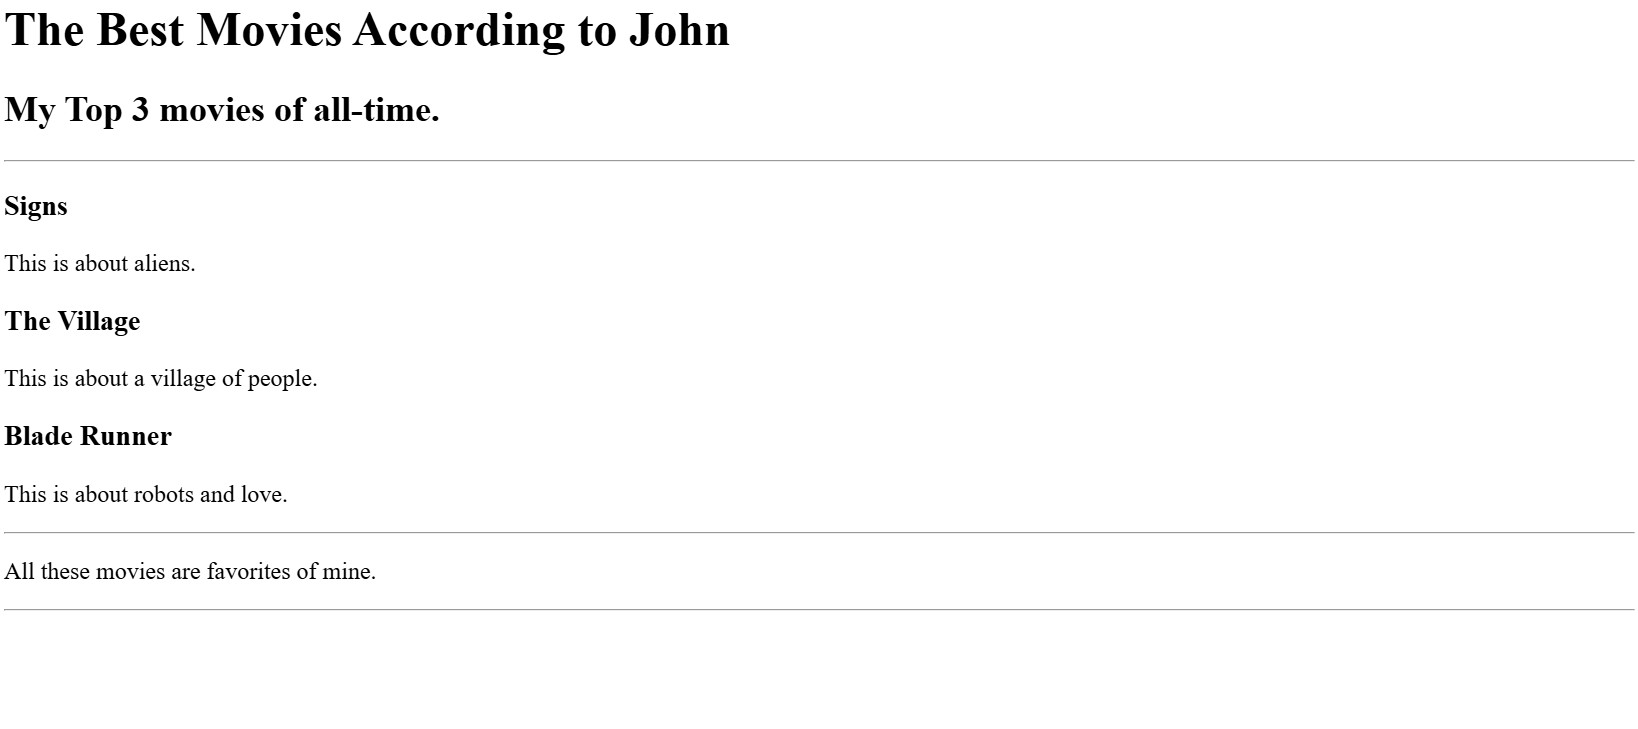 The Best Movies According to John
My Top 3 movies of all-time.
Signs
This is about aliens.
The Village
This is about a village of people.
Blade Runner
This is about robots and love.
All these movies are favorites of mine.